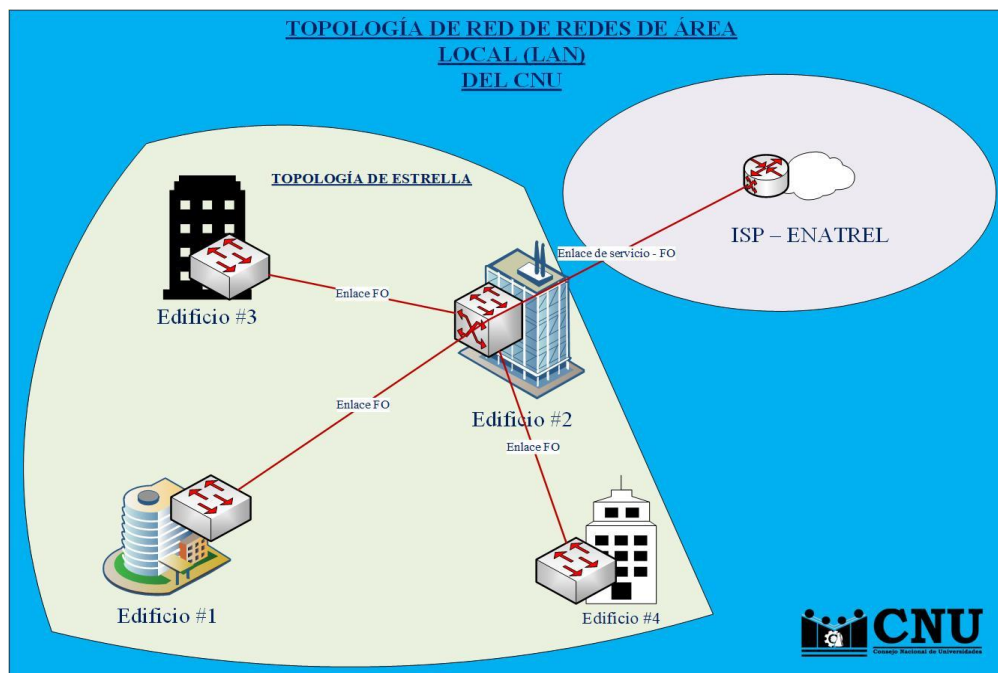 TOPOLOGÍA DE RED DE REDES DE ÁREA
LOCAL (LAN)
DEL CNU
TOPOLOGÍA DE ESTRELLA
ISP – ENATREL
Enlace de servicio - FO
Enlace FO
Edificio #3
Enlace FO
Edificio #2
Enlace FO
Edificio #1
Edificio #4
CNU
Consejo Nacional de Universidades